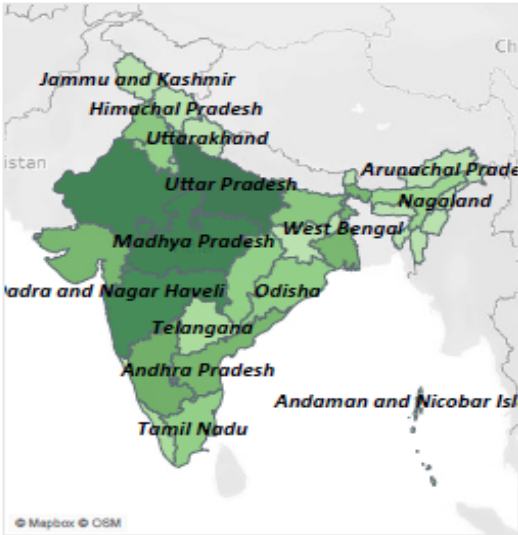 Ch
Jammu and Kashmir
Himachal Pradesh
Uttarakhand
istan
Arunachal Prade
Uttar Pradesh
Nagaland
West Bengal
Madhya Pradesh
adra and Nagar Haveli
Odisha
Telangana
Andhra Pradesh
Andaman and Nicobar Isl
Tamil Nadu
© Mapbox © OSM